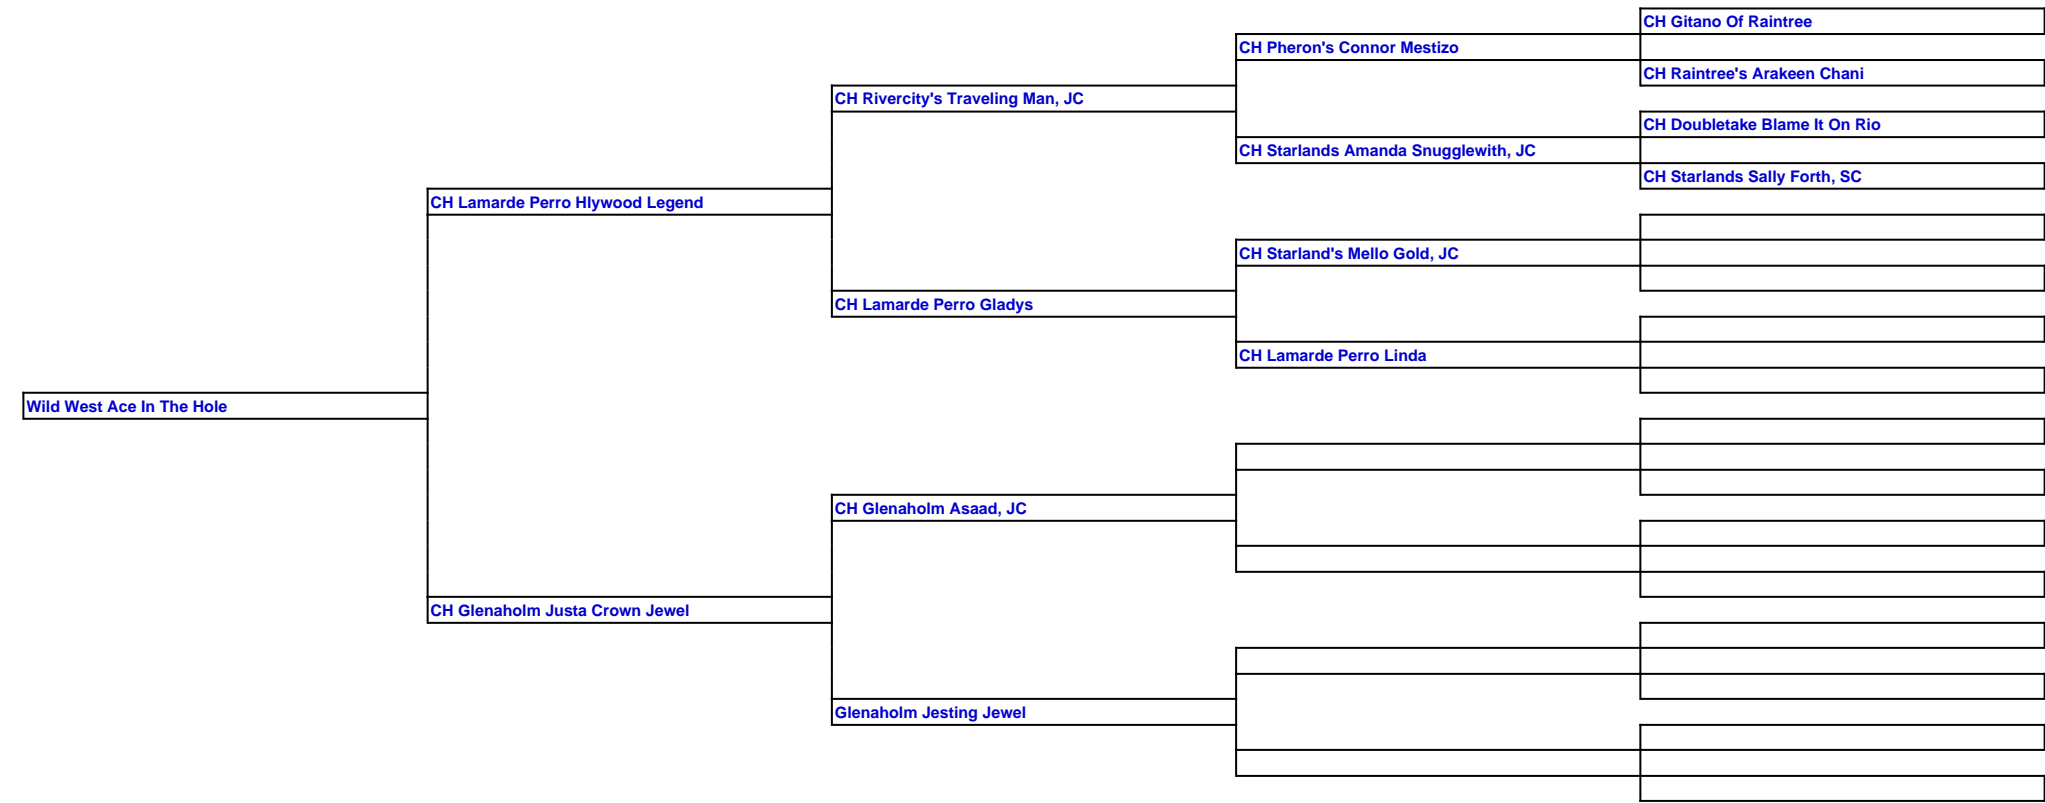 CH Gitano Of Raintree
CH Pheron's Connor Mestizo
CH Raintree's Arakeen Chani
CH Rivercity's Traveling Man, JC
CH Doubletake Blame It On Rio
CH Starlands Amanda Snugglewith, JC
CH Starlands Sally Forth, SC
CH Lamarde Perro Hlywood Legend
CH Starland's Mello Gold, JC
CH Lamarde Perro Gladys
CH Lamarde Perro Linda
Wild West Ace In The Hole
CH Glenaholm Asaad, JC
CH Glenaholm Justa Crown Jewel
Glenaholm Jesting Jewel